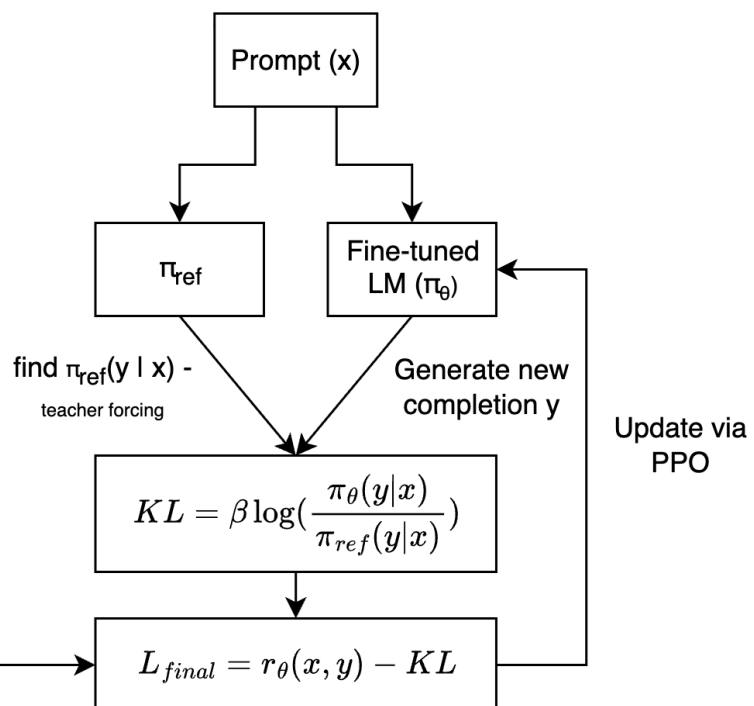 Prompt (x)
π_ref
Fine-tuned
LM (π_θ)
find π_ref(y | x) -
teacher forcing
Generate new
completion y
Update via
PPO
KL = β log(π_θ(y|x) / π_ref(y|x))
L_final = r_θ(x, y) − KL